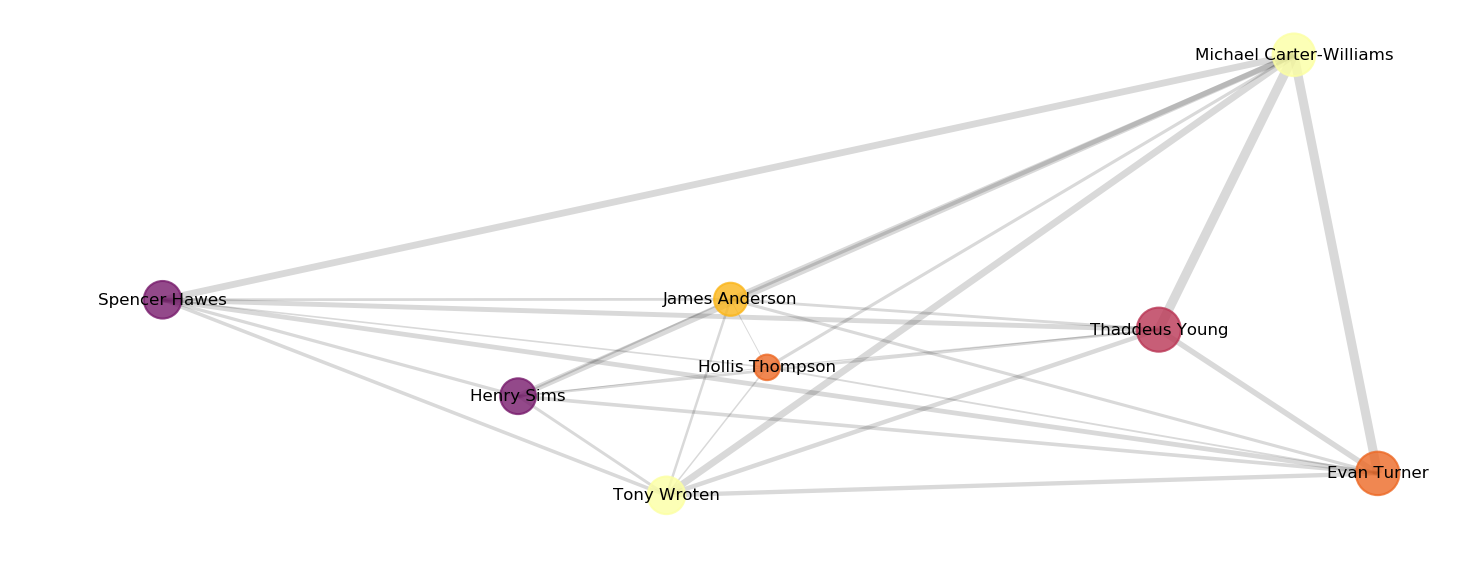 Michael Carter-Williams
Spencer Hawes
James Anderson
Thaddeus Young
Hollis Thompson
Henry Sims
Evan Turner
Tony Wroten